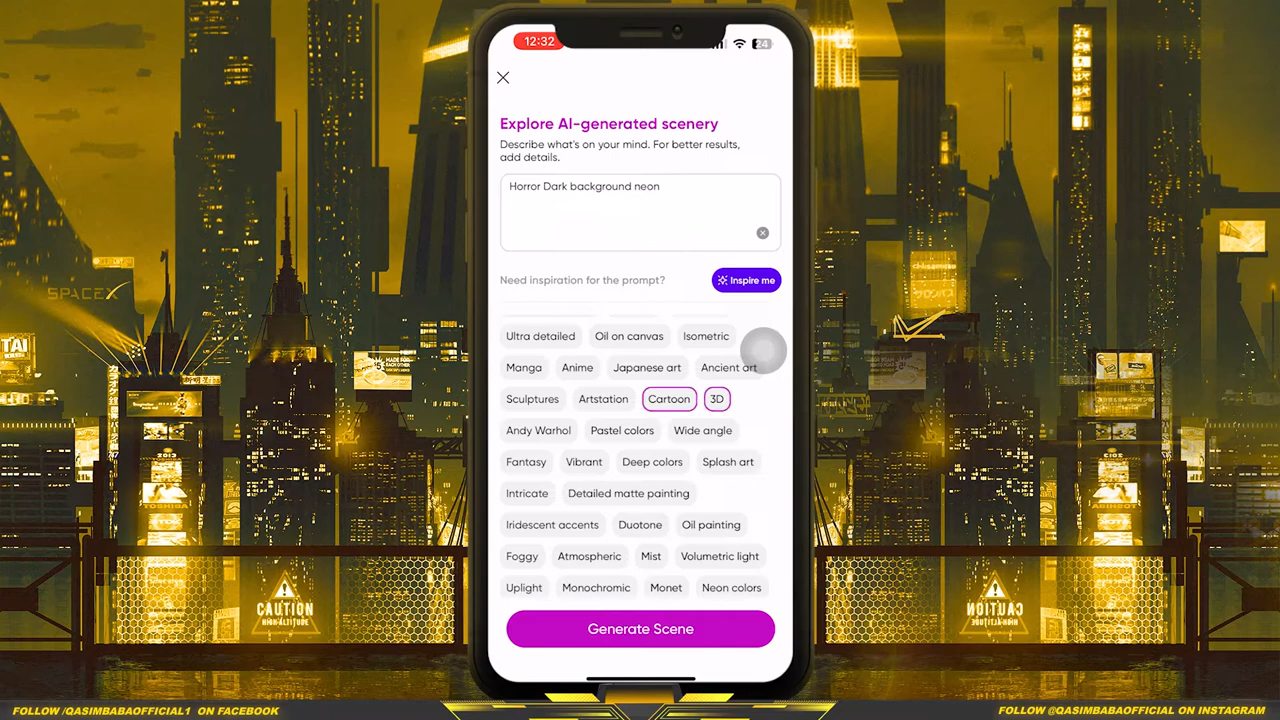 12:32
24
Explore AI-generated scenery
Describe what's on your mind. For better results,
add details.
Horror Dark background neon
Need inspiration for the prompt?
Inspire me
Ultra detailed
Oil on canvas
Isometric
Manga
Anime
Japanese art
Ancient art
Sculptures
Artstation
Cartoon
3D
Andy Warhol
Pastel colors
Wide angle
Fantasy
Vibrant
Deep colors
Splash art
Intricate
Detailed matte painting
Iridescent accents
Duotone
Oil painting
Foggy
Atmospheric
Mist
Volumetric light
Uplight
Monochromic
Monet
Neon colors
Generate Scene
SPACEX
TAI
CAUTION
HIGH-ALTITUDE
FOLLOW /QASIMBABAOFFICIAL1 ON FACEBOOK
FOLLOW @QASIMBABAOFFICIAL ON INSTAGRAM